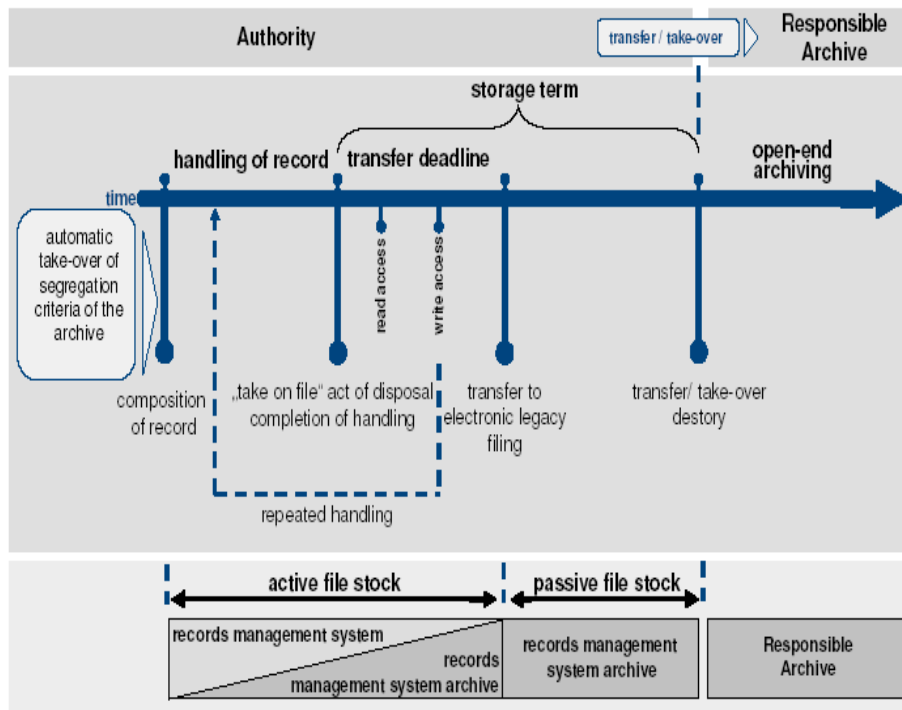 Authority
transfer / take-over
Responsible
Archive
storage term
handling of record
transfer deadline
open-end
archiving
time
automatic
take-over of
segregation
criteria of the
archive
read access
write access
composition
of record
„take on file“ act of disposal
completion of handling
transfer to
electronic legacy
filing
transfer/ take-over
destory
repeated handling
active file stock
passive file stock
records management system
records
management system archive
records management
system archive
Responsible
Archive